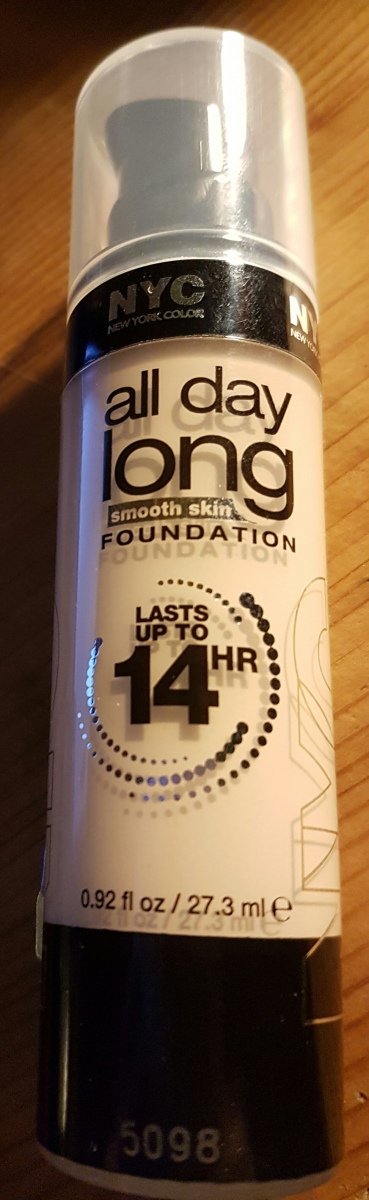 NYC
NEW YORK COLOR
all day
long
smooth skin
FOUNDATION
LASTS
UP TO
14HR
0.92 fl oz / 27.3 ml ℮
5098